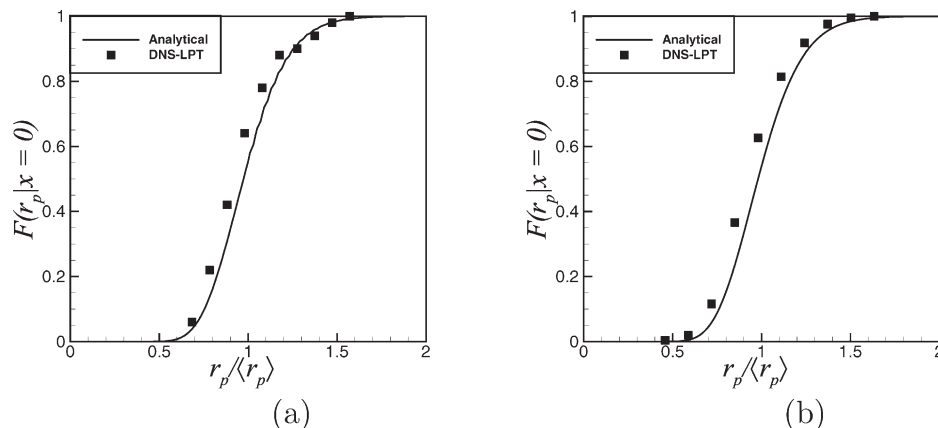 1
Analytical
DNS-LPT
0.8
0.6
0.4
0.2
0
F(r_p|x = 0)
0 0.5 1 1.5 2
r_p/⟨r_p⟩
(a)
1
Analytical
DNS-LPT
0.8
0.6
0.4
0.2
0
F(r_p|x = 0)
0 0.5 1 1.5 2
r_p/⟨r_p⟩
(b)